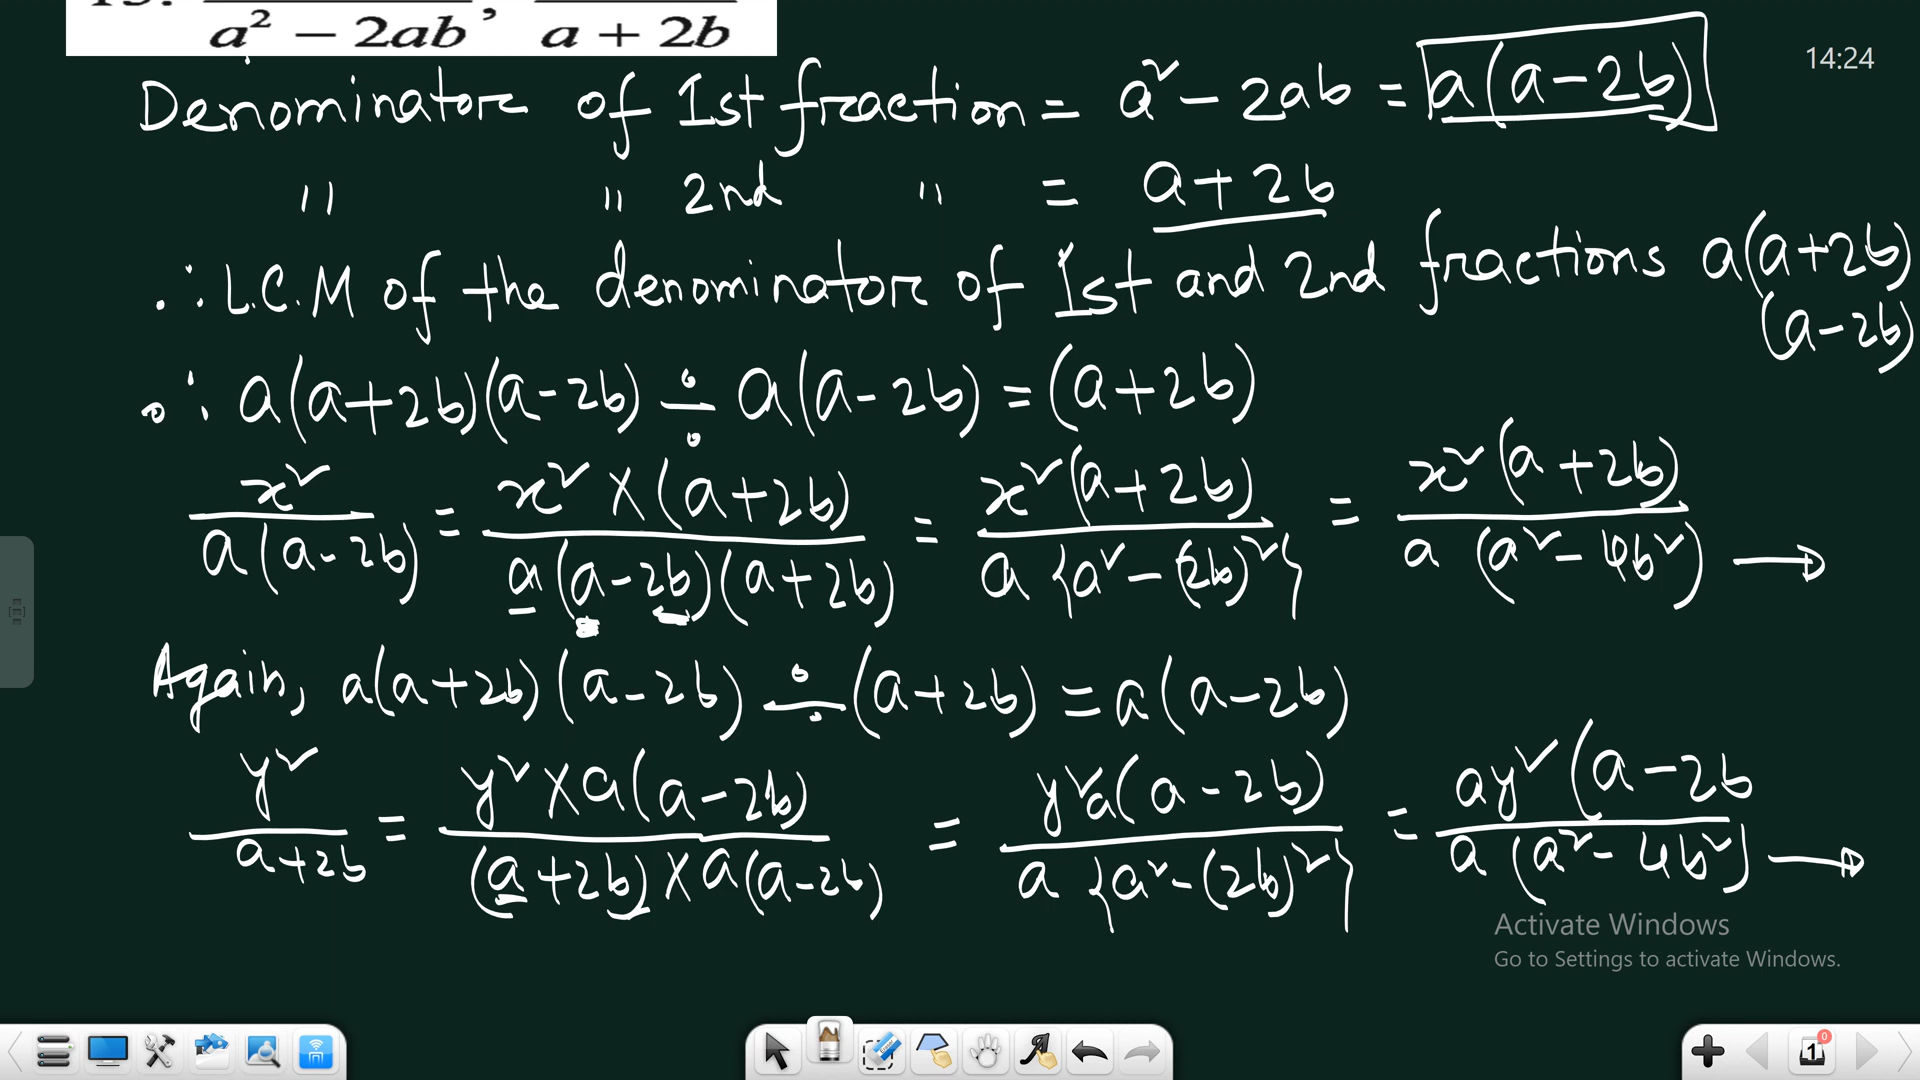 a² − 2ab , a + 2b
14:24
Denominator of 1st fraction = a² − 2ab = a(a−2b)
" " 2nd " = a+2b
∴ L.C.M of the denominator of 1st and 2nd fractions a(a+2b)
(a−2b)
∴ a(a+2b)(a−2b) ÷ a(a−2b) = (a+2b)
x²/a(a−2b) = x²×(a+2b)/a(a−2b)(a+2b) = x²(a+2b)/a{a²−(2b)²} = x²(a+2b)/a(a²−4b²) →
Again, a(a+2b)(a−2b) ÷ (a+2b) = a(a−2b)
y²/a+2b = y²×a(a−2b)/(a+2b)×a(a−2b) = y²a(a−2b)/a{a²−(2b)²} = ay²(a−2b/a(a²−4b²) →
Activate Windows
Go to Settings to activate Windows.
1
0